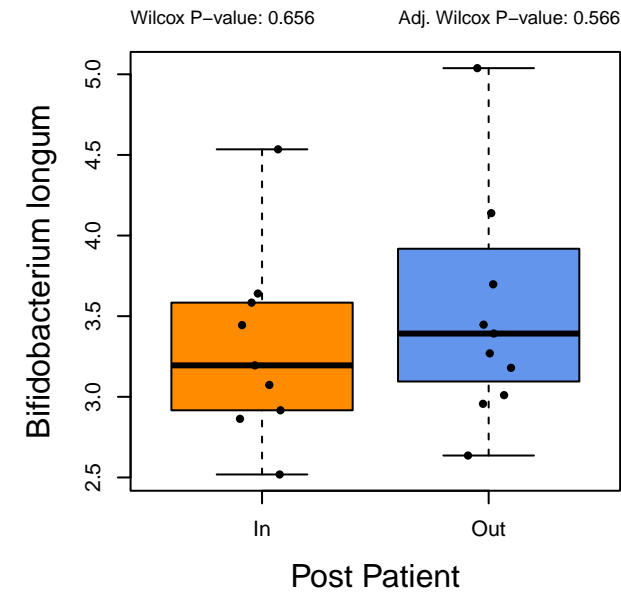 Wilcox P−value: 0.656
Adj. Wilcox P−value: 0.566
Bifidobacterium longum
5.0
4.5
4.0
3.5
3.0
2.5
In
Out
Post Patient